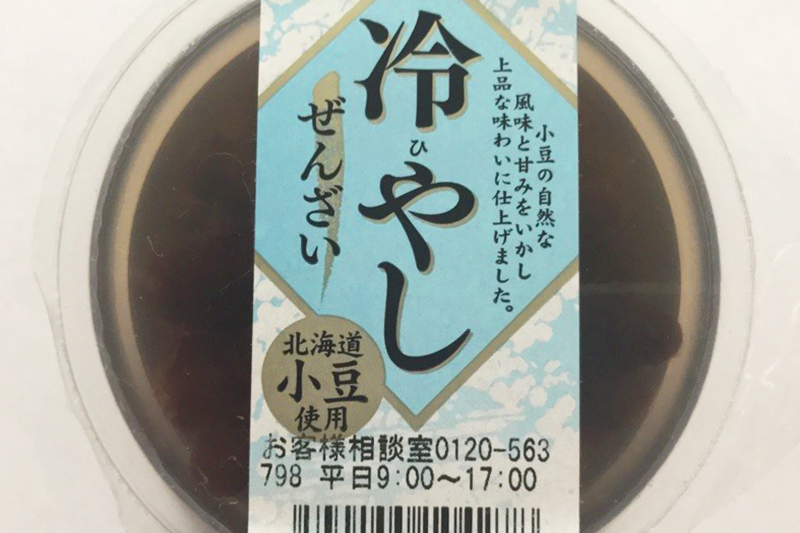 冷やし
ひ
ぜんざい
小豆の自然な
風味と甘みをいかし
上品な味わいに仕上げました。
北海道
小豆
使用
お客様相談室0120-563
798 平日9:00～17:00